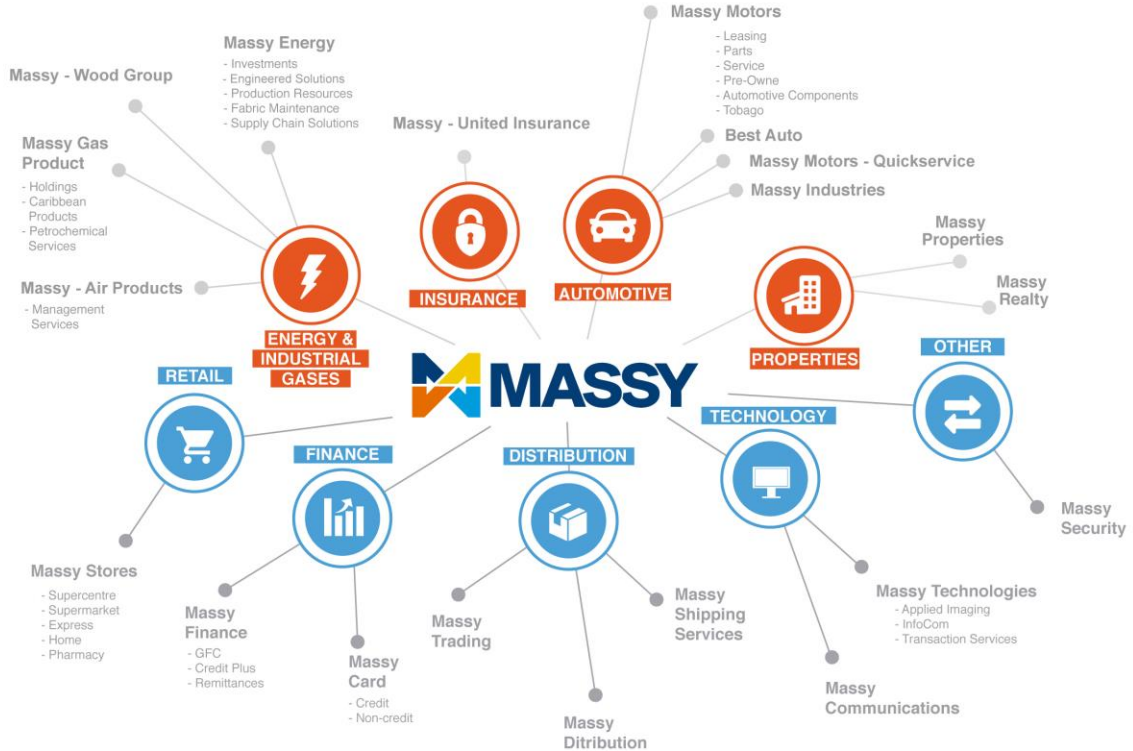 Massy - Wood Group
Massy Energy
- Investments
- Engineered Solutions
- Production Resources
- Fabric Maintenance
- Supply Chain Solutions
Massy Gas
Product
- Holdings
- Caribbean
Products
- Petrochemical
Services
Massy - Air Products
- Management
Services
ENERGY &
INDUSTRIAL
GASES
Massy - United Insurance
INSURANCE
Massy Motors
- Leasing
- Parts
- Service
- Pre-Owne
- Automotive Components
- Tobago
Best Auto
Massy Motors - Quickservice
Massy Industries
AUTOMOTIVE
Massy
Properties
Massy
Realty
PROPERTIES
MASSY
RETAIL
Massy Stores
- Supercentre
- Supermarket
- Express
- Home
- Pharmacy
FINANCE
Massy
Finance
- GFC
- Credit Plus
- Remittances
Massy
Card
- Credit
- Non-credit
DISTRIBUTION
Massy
Trading
Massy
Ditribution
Massy
Shipping
Services
TECHNOLOGY
Massy Technologies
- Applied Imaging
- InfoCom
- Transaction Services
Massy
Communications
OTHER
Massy
Security